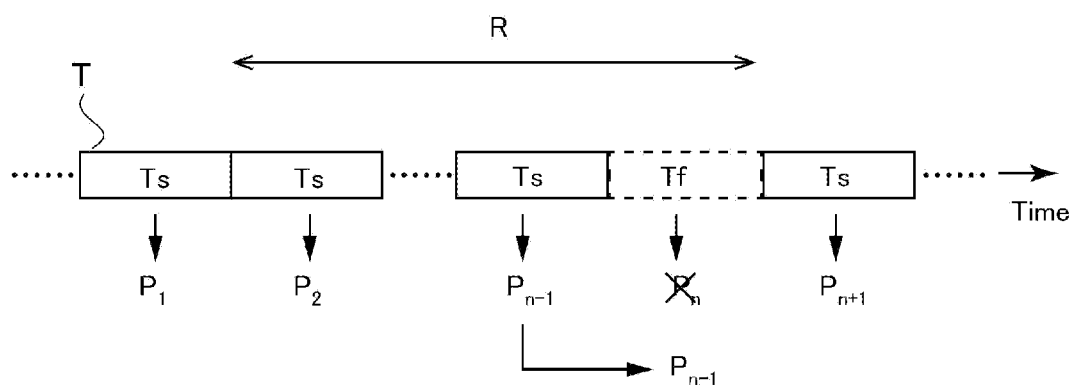 R
T
Ts Ts Ts Tf Ts
Time
P₁ P₂ Pₙ₋₁ Pₙ Pₙ₊₁
Pₙ₋₁